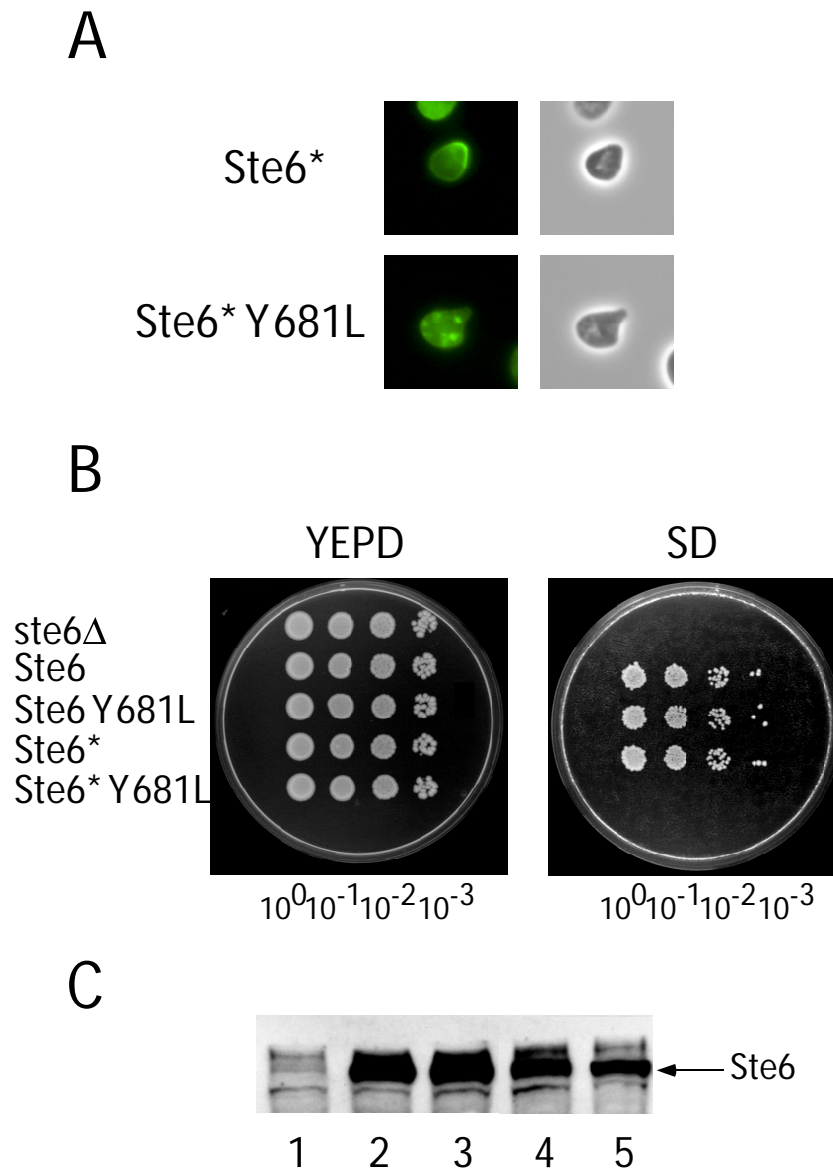 A
Ste6*
Ste6* Y681L
B
YEPD SD
ste6Δ
Ste6
Ste6 Y681L
Ste6*
Ste6* Y681L
10⁰10⁻¹10⁻²10⁻³ 10⁰10⁻¹10⁻²10⁻³
C
Ste6
1 2 3 4 5